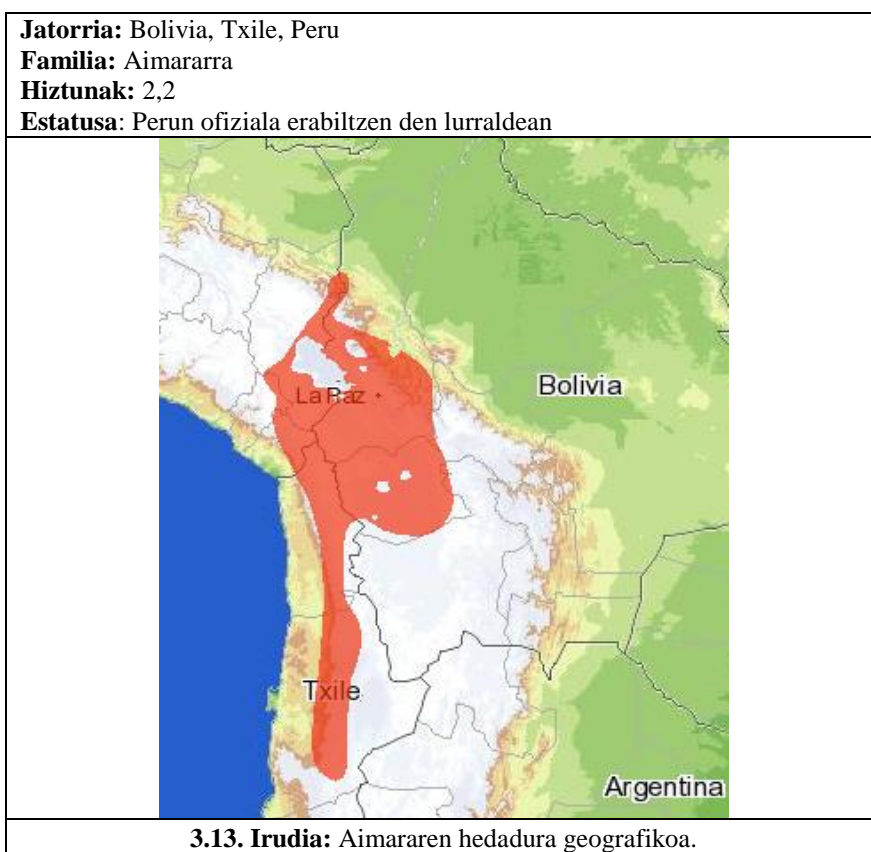 Jatorria: Bolivia, Txile, Peru
Familia: Aimararra
Hiztunak: 2,2
Estatusa: Perun ofiziala erabiltzen den lurraldean
La Paz
Bolivia
Txile
Argentina
3.13. Irudia: Aimararen hedadura geografikoa.